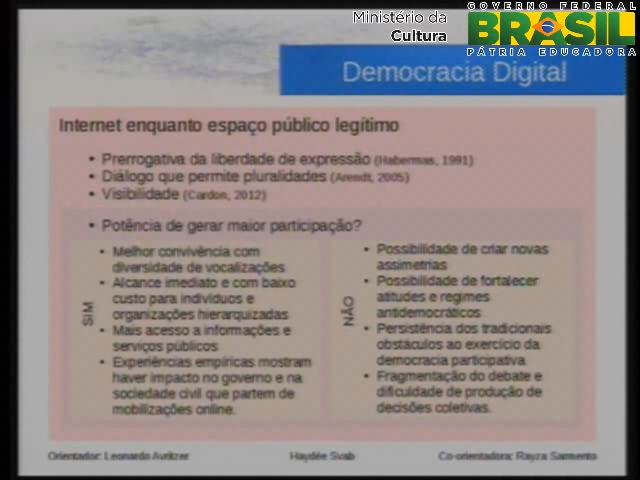 Ministério da
Cultura
GOVERNO FEDERAL
BRASIL
PÁTRIA EDUCADORA
Democracia Digital
Internet enquanto espaço público legítimo
• Prerrogativa da liberdade de expressão (Habermas, 1991)
• Diálogo que permite pluralidades (Arendt, 2005)
• Visibilidade (Cardon, 2012)
• Potência de gerar maior participação?
SIM
• Melhor convivência com
diversidade de vocalizações
• Alcance imediato e com baixo
custo para indivíduos e
organizações hierarquizadas
• Mais acesso a informações e
serviços públicos
• Experiências empíricas mostram
haver impacto no governo e na
sociedade civil que partem de
mobilizações online.
NÃO
• Possibilidade de criar novas
assimetrias
• Possibilidade de fortalecer
atitudes e regimes
antidemocráticos
• Persistência dos tradicionais
obstáculos ao exercício da
democracia participativa
• Fragmentação do debate e
dificuldade de produção de
decisões coletivas.
Orientador: Leonardo Avritzer
Haydée Svab
Co-orientadora: Rayza Sarmento